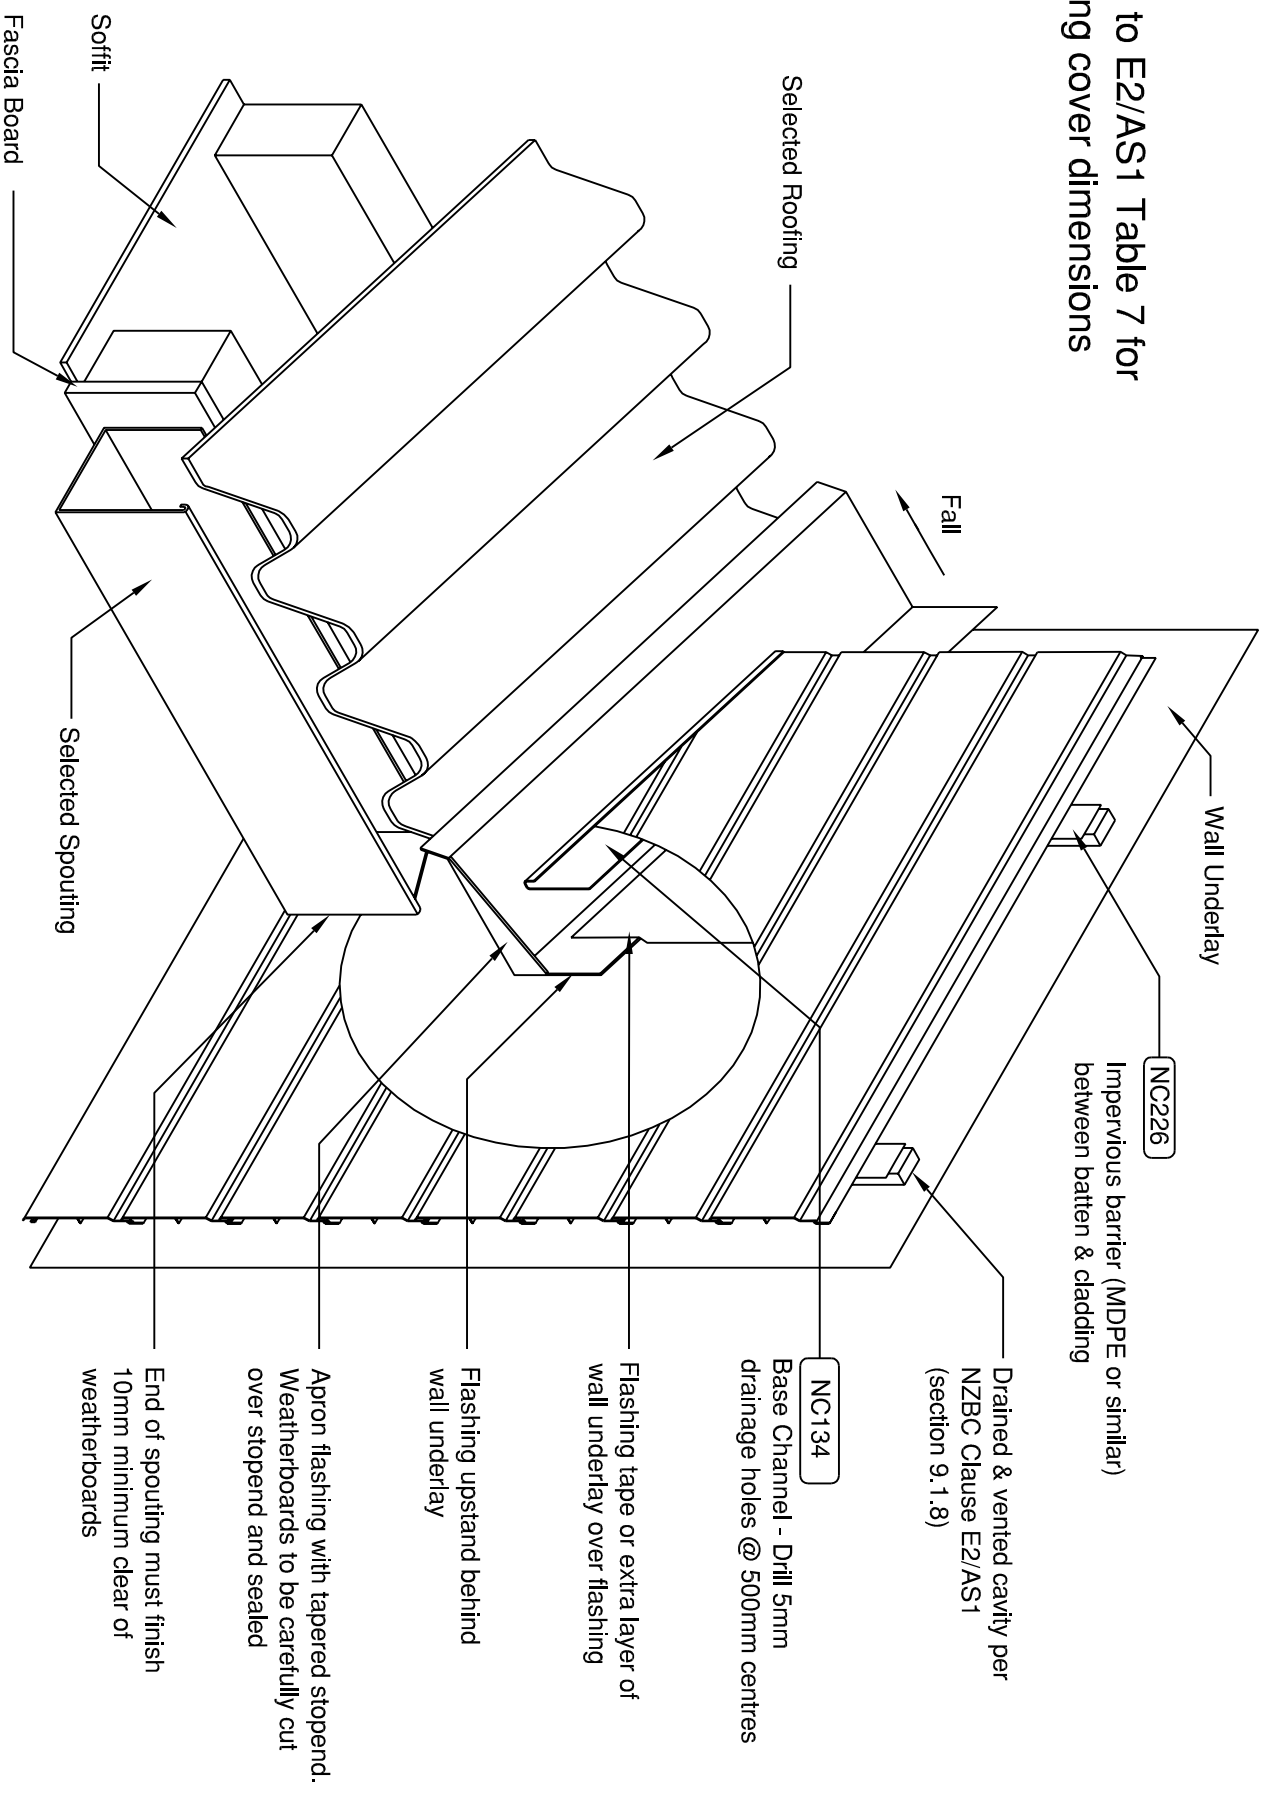 to E2/AS1 Table 7 for
ng cover dimensions
Selected Roofing
Soffit
Fascia Board
Fall
Wall Underlay
Selected Spouting
NC226
Impervious barrier (MDPE or similar)
between batten & cladding
Drained & vented cavity per
NZBC Clause E2/AS1
(section 9.1.8)
NC134
Base Channel - Drill 5mm
drainage holes @ 500mm centres
Flashing tape or extra layer of
wall underlay over flashing
Flashing upstand behind
wall underlay
Apron flashing with tapered stopend.
Weatherboards to be carefully cut
over stopend and sealed
End of spouting must finish
10mm minimum clear of
weatherboards